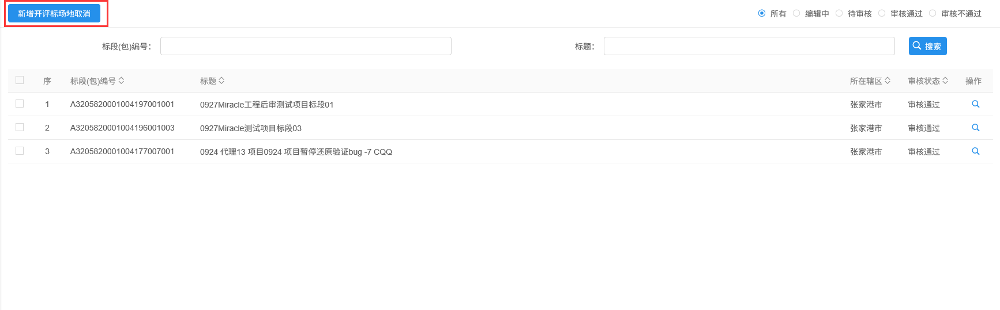 新增开评标场地取消
所有 编辑中 待审核 审核通过 审核不通过
标段(包)编号： 标题： 搜索
序 标段(包)编号 标题 所在辖区 审核状态 操作
1 A3205820001004197001001 0927Miracle工程后审测试项目标段01 张家港市 审核通过
2 A3205820001004196001003 0927Miracle测试项目标段03 张家港市 审核通过
3 A3205820001004177007001 0924 代理13 项目0924 项目暂停还原验证bug -7 CQQ 张家港市 审核通过